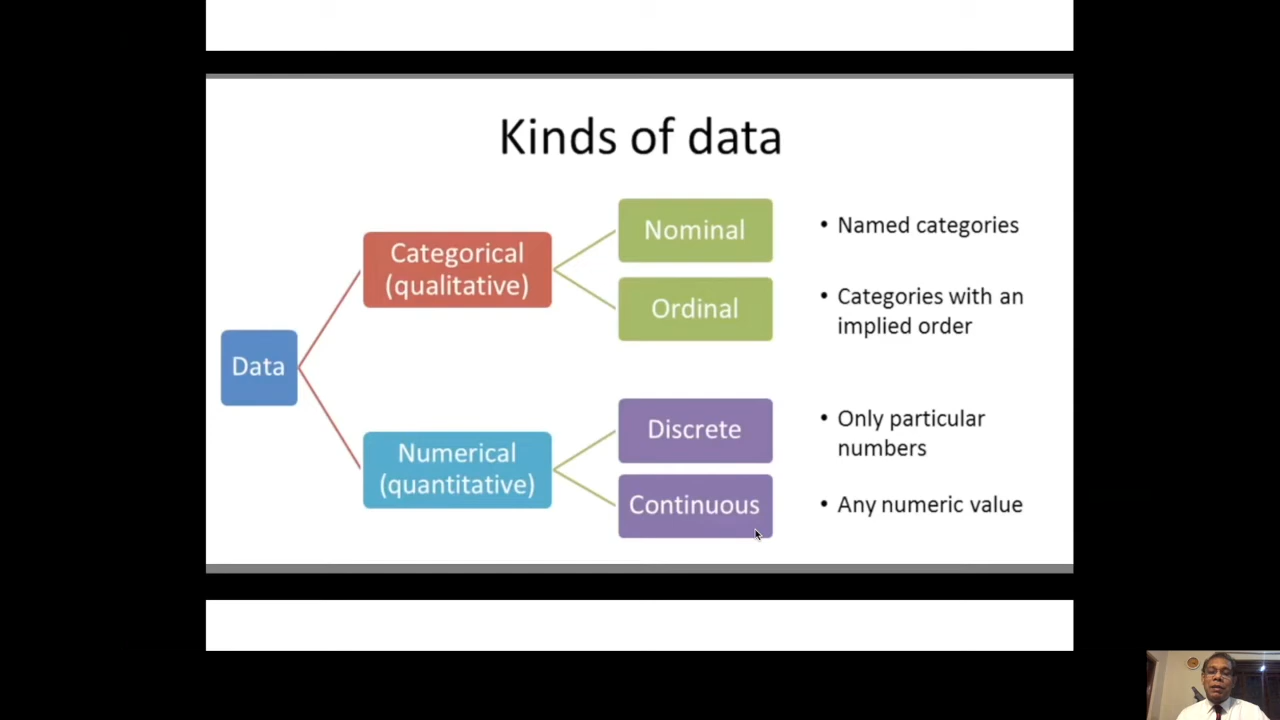 Kinds of data
Data
Categorical
(qualitative)
Nominal
• Named categories
Ordinal
• Categories with an
implied order
Numerical
(quantitative)
Discrete
• Only particular
numbers
Continuous
• Any numeric value